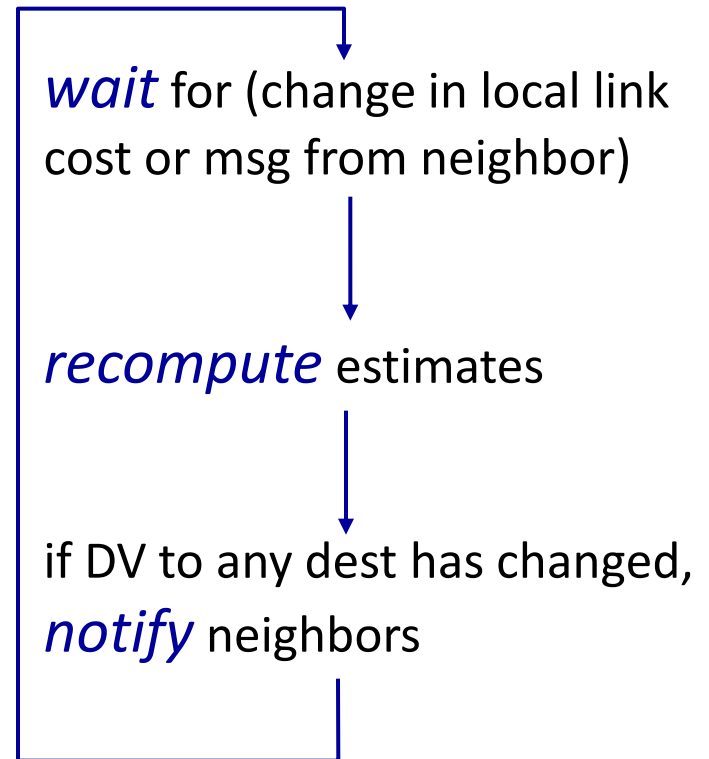 wait for (change in local link
cost or msg from neighbor)
recompute estimates
if DV to any dest has changed,
notify neighbors